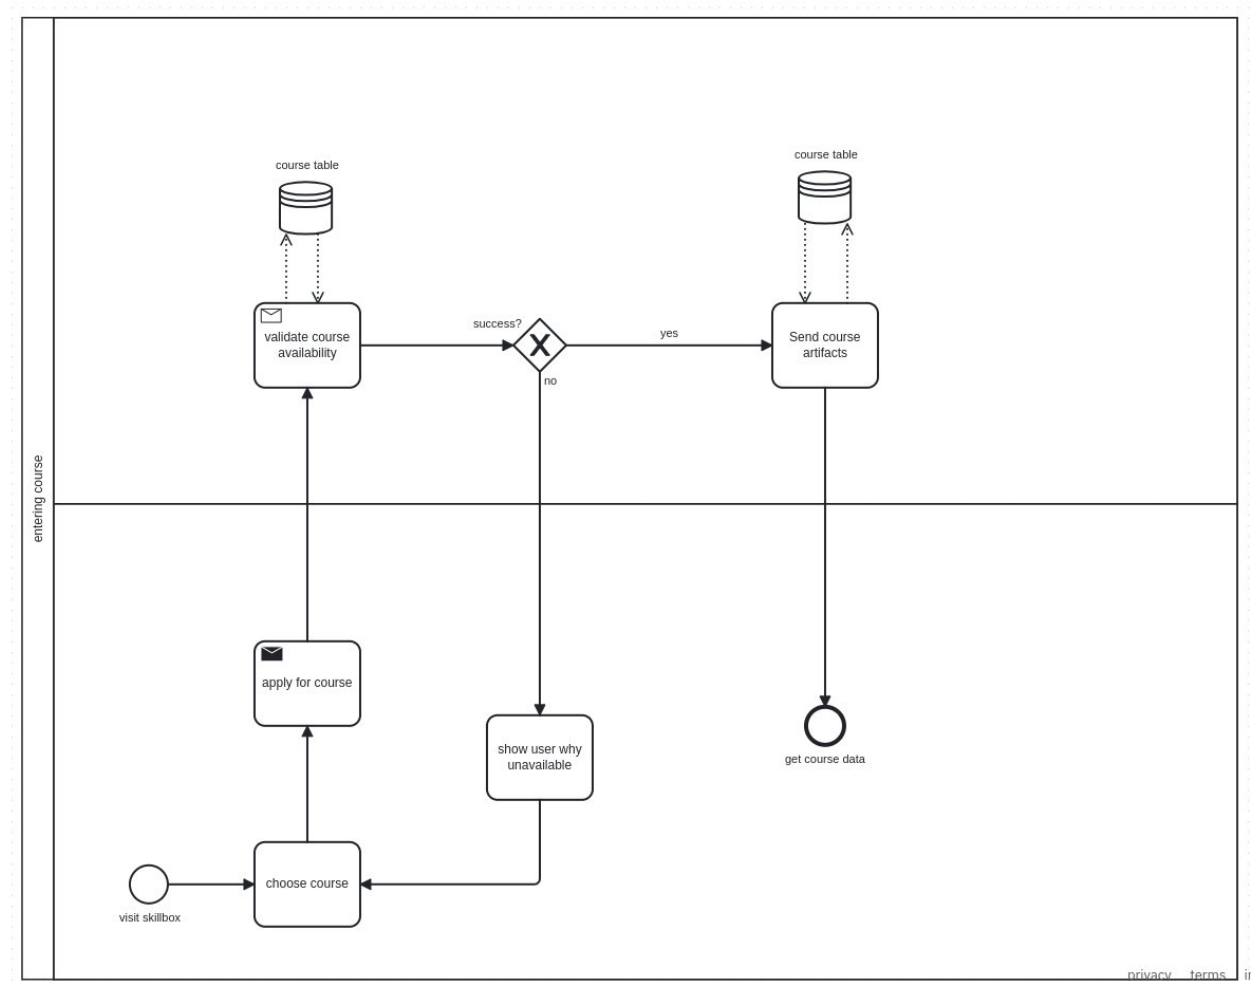 course table
course table
validate course
availability
success?
yes
no
Send course
artifacts
entering course
apply for course
show user why
unavailable
get course data
choose course
visit skillbox
privacy terms